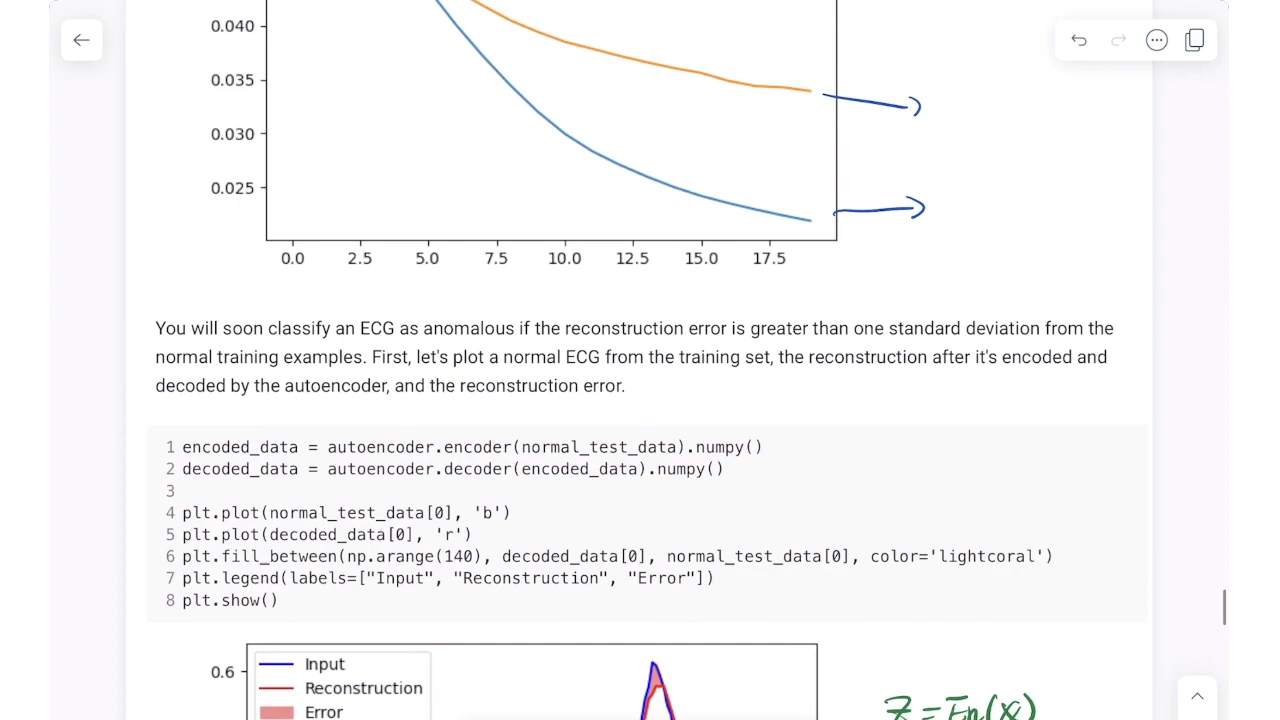 0.040
0.035
0.030
0.025
0.0 2.5 5.0 7.5 10.0 12.5 15.0 17.5
You will soon classify an ECG as anomalous if the reconstruction error is greater than one standard deviation from the
normal training examples. First, let's plot a normal ECG from the training set, the reconstruction after it's encoded and
decoded by the autoencoder, and the reconstruction error.
1 encoded_data = autoencoder.encoder(normal_test_data).numpy()
2 decoded_data = autoencoder.decoder(encoded_data).numpy()
3
4 plt.plot(normal_test_data[0], 'b')
5 plt.plot(decoded_data[0], 'r')
6 plt.fill_between(np.arange(140), decoded_data[0], normal_test_data[0], color='lightcoral')
7 plt.legend(labels=["Input", "Reconstruction", "Error"])
8 plt.show()
0.6
Input
Reconstruction
Error
z = En(x)